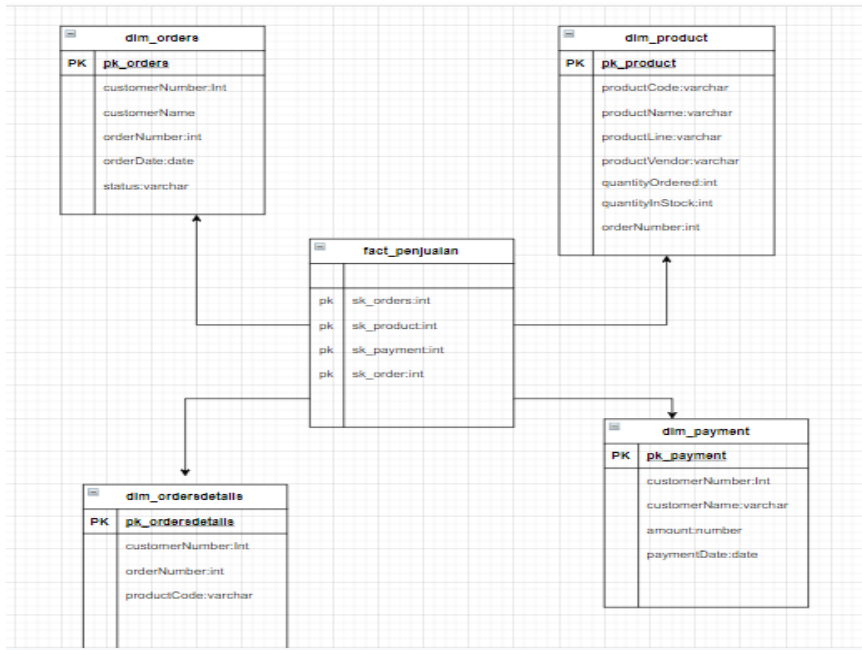 dim_orders
PK pk_orders
customerNumber:Int
customerName
orderNumber:int
orderDate:date
status:varchar
dim_product
PK pk_product
productCode:varchar
productName:varchar
productLine:varchar
productVendor:varchar
quantityOrdered:int
quantityInStock:int
orderNumber:int
fact_penjualan
pk sk_orders:int
pk sk_product:int
pk sk_payment:int
pk sk_order:int
dim_ordersdetails
PK pk_ordersdetails
customerNumber:Int
orderNumber:int
productCode:varchar
dim_payment
PK pk_payment
customerNumber:Int
customerName:varchar
amount:number
paymentDate:date